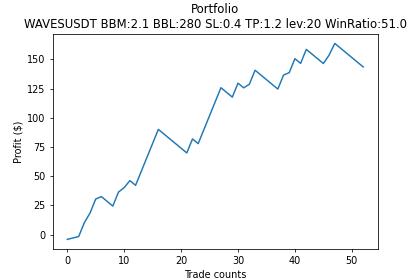 Portfolio
WAVESUSDT BBM:2.1 BBL:280 SL:0.4 TP:1.2 lev:20 WinRatio:51.0
150
125
100
75
50
25
0
Profit ($)
0 10 20 30 40 50
Trade counts